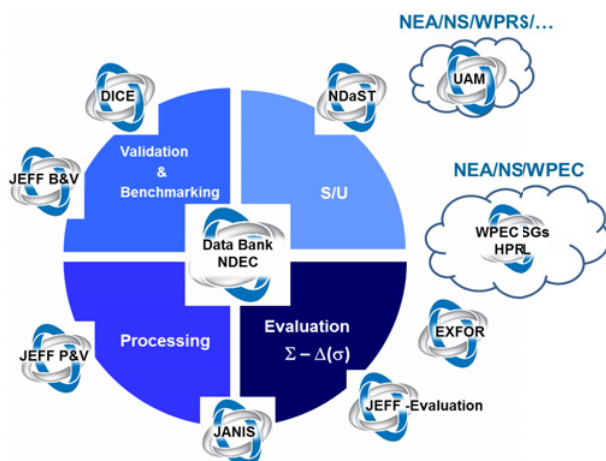 NEA/NS/WPRS/…
UAM
DICE
NDaST
Validation
&
Benchmarking
S/U
JEFF B&V
NEA/NS/WPEC
WPEC SGs
HPRL
Data Bank
NDEC
Processing
Evaluation
Σ – Δ(σ)
EXFOR
JEFF P&V
JANIS
JEFF -Evaluation